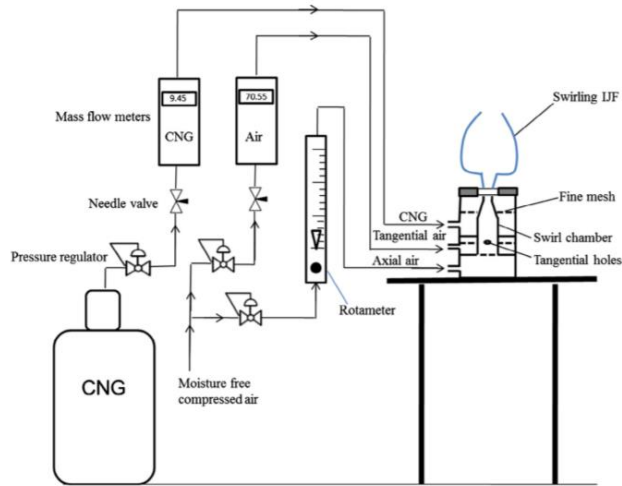 Swirling IJF
9.45
70.55
Mass flow meters
CNG
Air
Fine mesh
Needle valve
CNG
Swirl chamber
Tangential air
Tangential holes
Pressure regulator
Axial air
Rotameter
CNG
Moisture free
compressed air